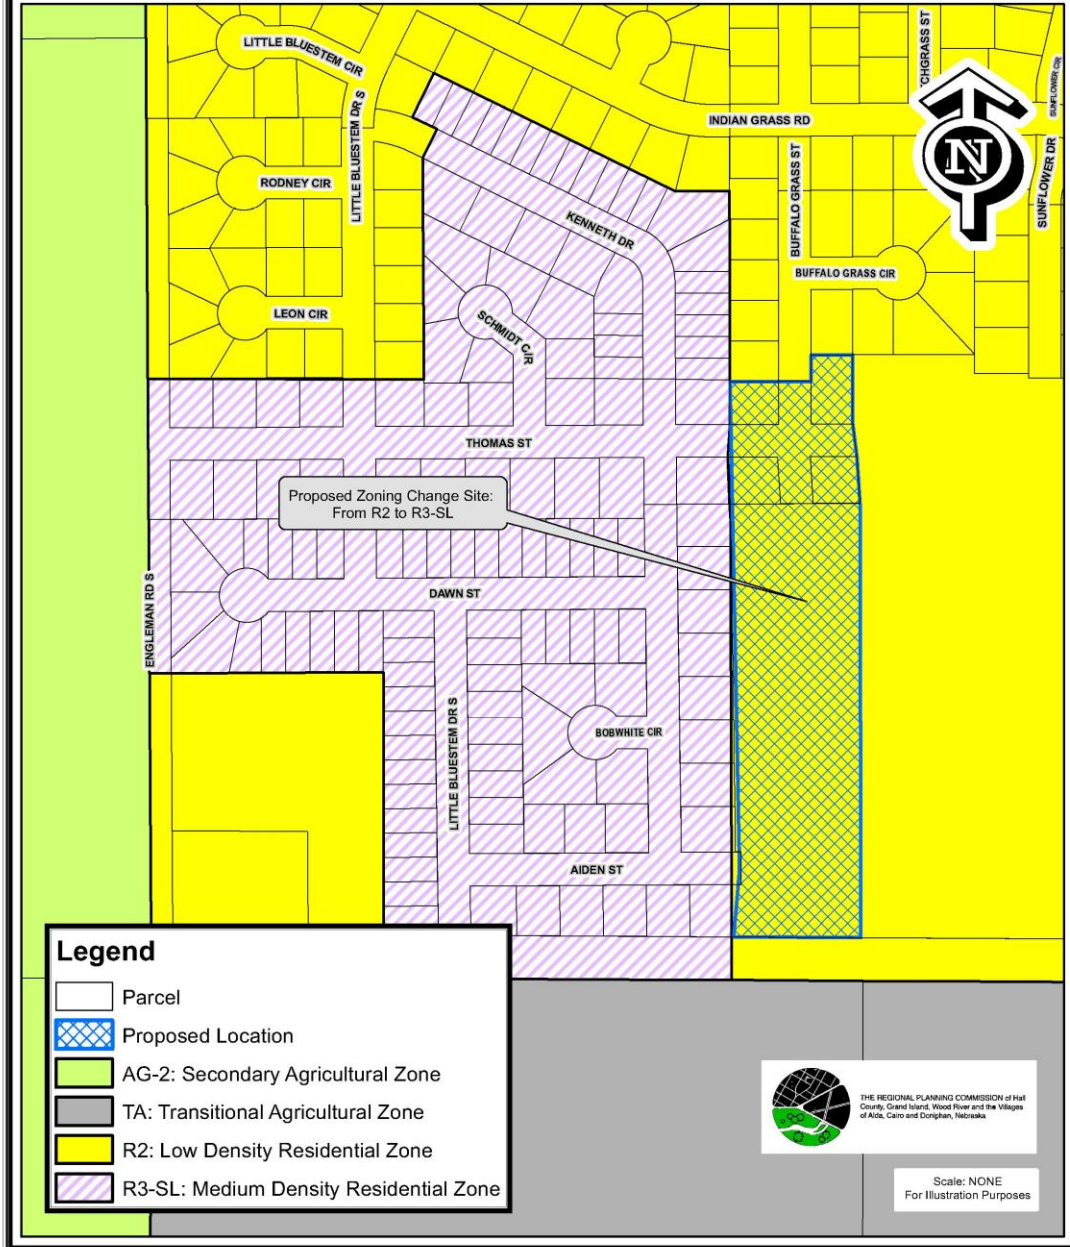 LITTLE BLUESTEM CIR
CHGRASS ST
SUNFLOWER CIR
INDIAN GRASS RD
LITTLE BLUESTEM DR S
RODNEY CIR
N
BUFFALO GRASS ST
SUNFLOWER DR
KENNETH DR
BUFFALO GRASS CIR
LEON CIR
SCHMIDT CIR
THOMAS ST
Proposed Zoning Change Site:
From R2 to R3-SL
ENGLEMAN RD S
DAWN ST
LITTLE BLUESTEM DR S
BOBWHITE CIR
AIDEN ST
Legend
Parcel
Proposed Location
AG-2: Secondary Agricultural Zone
TA: Transitional Agricultural Zone
R2: Low Density Residential Zone
R3-SL: Medium Density Residential Zone
THE REGIONAL PLANNING COMMISSION of Hall
County, Grand Island, Wood River and the Villages
of Alda, Cairo and Doniphan, Nebraska
Scale: NONE
For Illustration Purposes